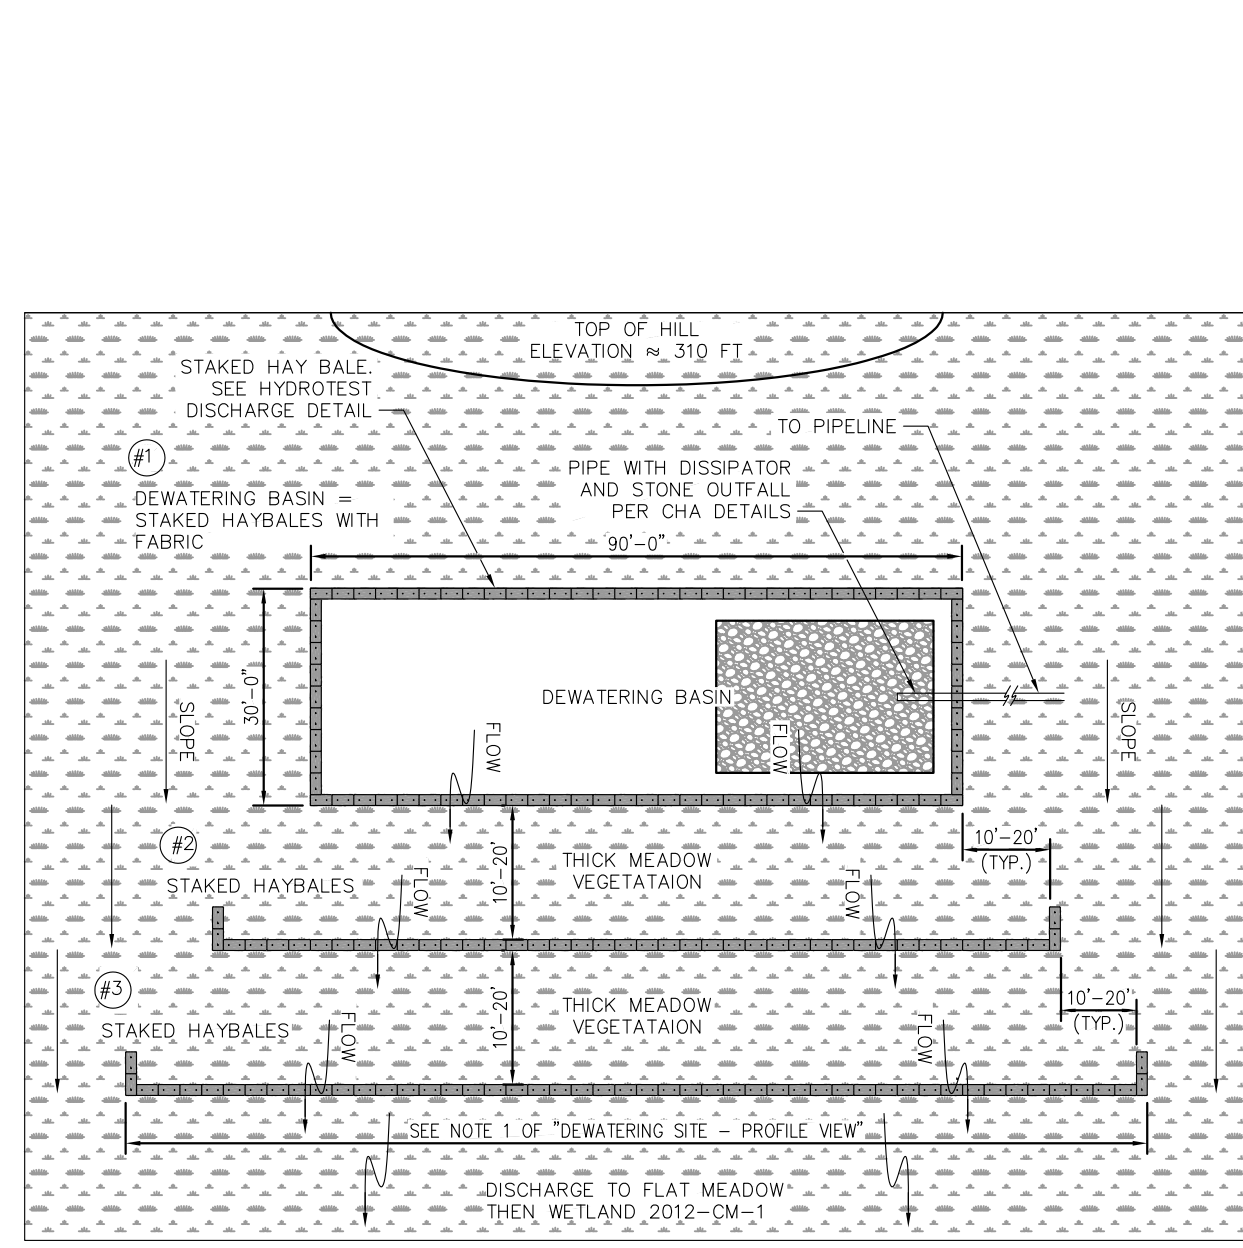 TOP OF HILL
ELEVATION ≈ 310 FT
STAKED HAY BALE.
SEE HYDROTEST
DISCHARGE DETAIL
TO PIPELINE
#1
DEWATERING BASIN =
STAKED HAYBALES WITH
FABRIC
PIPE WITH DISSIPATOR
AND STONE OUTFALL
PER CHA DETAILS
90'-0"
30'-0"
SLOPE
DEWATERING BASIN
SLOPE
FLOW
FLOW
#2
STAKED HAYBALES
10'-20'
THICK MEADOW
VEGETATAION
10'-20'
(TYP.)
FLOW
FLOW
#3
STAKED HAYBALES
10'-20'
THICK MEADOW
VEGETATAION
10'-20'
(TYP.)
FLOW
FLOW
SEE NOTE 1 OF "DEWATERING SITE - PROFILE VIEW"
DISCHARGE TO FLAT MEADOW
THEN WETLAND 2012-CM-1